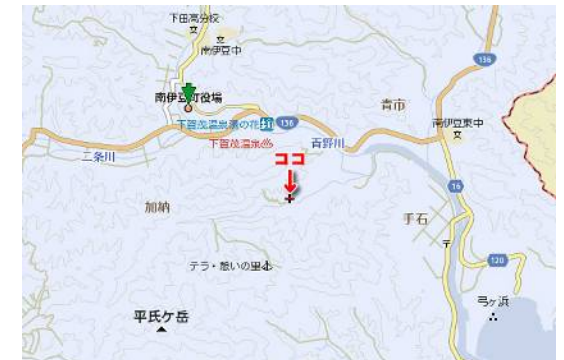 下田高分校
文
南伊豆中
136
南伊豆町役場
青市
下賀茂温泉湯の花
136
南伊豆東中
文
下賀茂温泉
青野川
二条川
ココ
16
加納
手石
〒
120
テラ・憩いの里
弓ヶ浜
平氏ケ岳